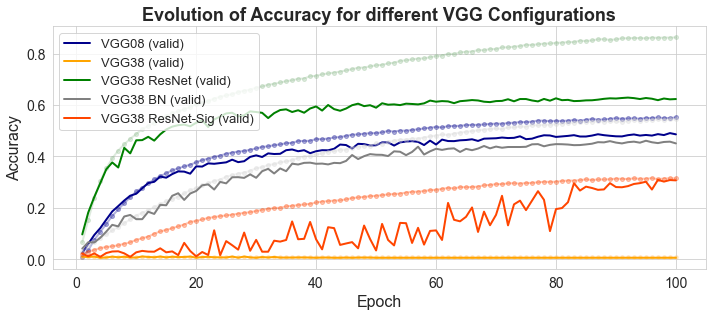 Evolution of Accuracy for different VGG Configurations
VGG08 (valid)
VGG38 (valid)
VGG38 ResNet (valid)
VGG38 BN (valid)
VGG38 ResNet-Sig (valid)
Accuracy
0.8
0.6
0.4
0.2
0.0
0
20
40
60
80
100
Epoch